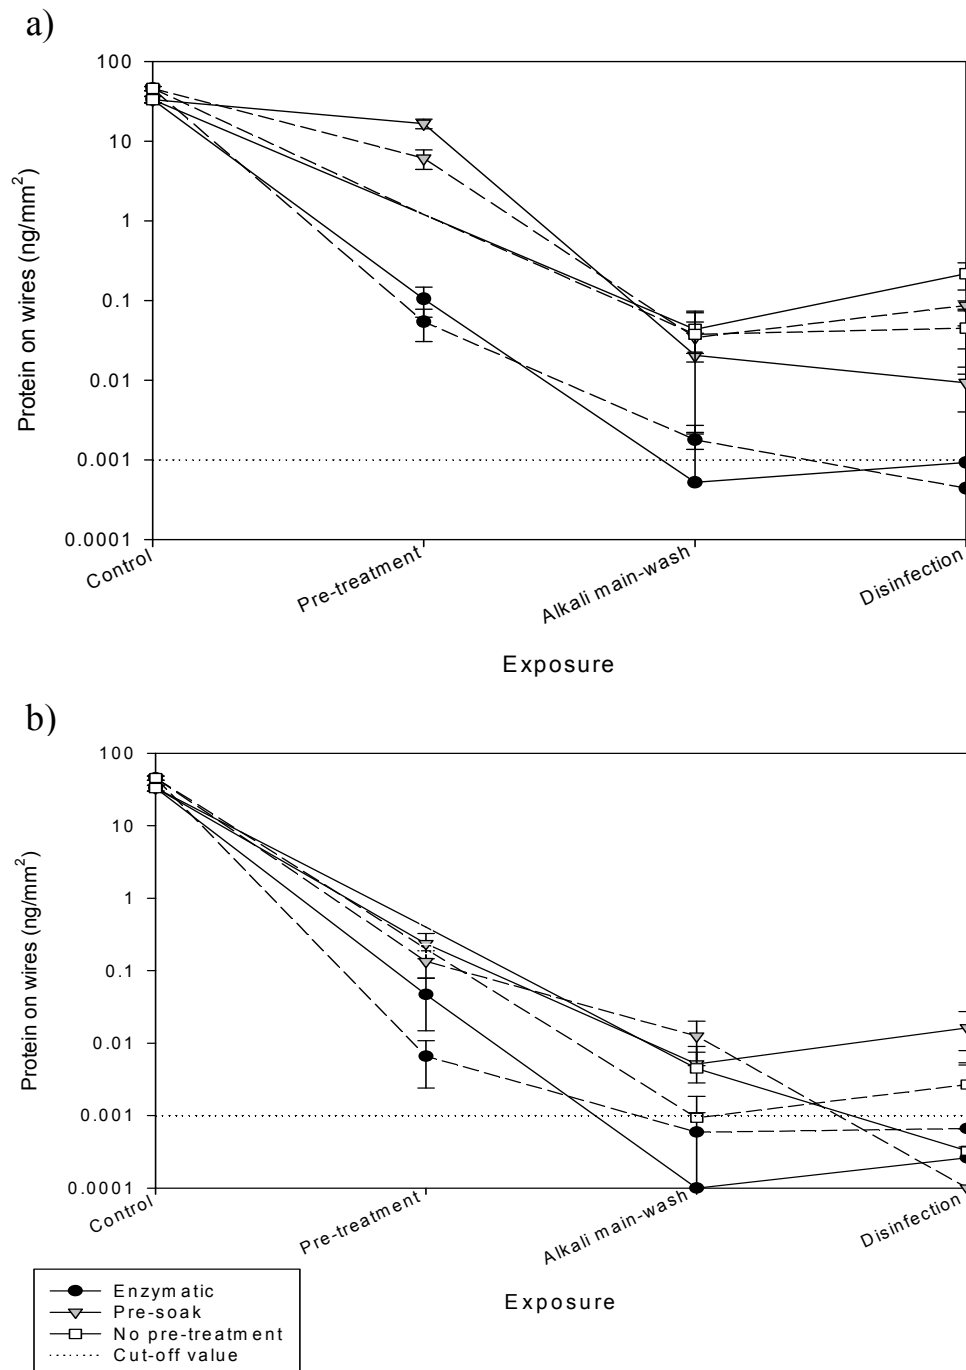 a)
100
10
1
0.1
0.01
0.001
0.0001
Protein on wires (ng/mm²)
Control
Pre-treatment
Alkali main-wash
Disinfection
Exposure
b)
100
10
1
0.1
0.01
0.001
0.0001
Protein on wires (ng/mm²)
Control
Pre-treatment
Alkali main-wash
Disinfection
Exposure
Enzymatic
Pre-soak
No pre-treatment
Cut-off value